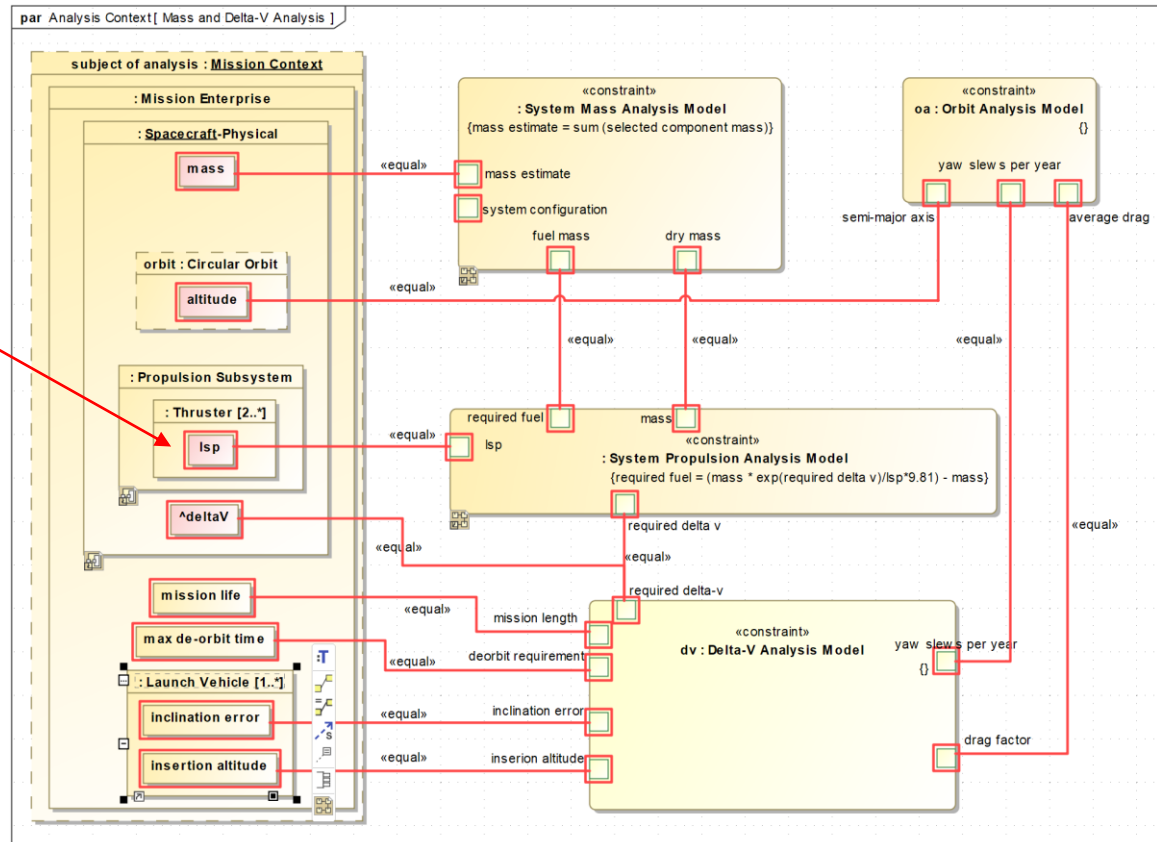 par Analysis Context[ Mass and Delta-V Analysis ]
subject of analysis : Mission Context
: Mission Enterprise
: Spacecraft-Physical
mass
orbit : Circular Orbit
altitude
: Propulsion Subsystem
: Thruster [2..*]
Isp
^deltaV
mission life
max de-orbit time
: Launch Vehicle [1..*]
inclination error
insertion altitude
«equal»
«equal»
«equal»
«equal»
«equal»
«equal»
«equal»
«equal»
«constraint»
: System Mass Analysis Model
{mass estimate = sum (selected component mass)}
mass estimate
system configuration
fuel mass
dry mass
«equal»
«equal»
«constraint»
oa : Orbit Analysis Model
{}
yaw slews per year
semi-major axis
average drag
«equal»
«equal»
required fuel
mass
Isp
«constraint»
: System Propulsion Analysis Model
{required fuel = (mass * exp(required delta v)/Isp*9.81) - mass}
required delta v
«equal»
required delta-v
mission length
deorbit requirement
inclination error
inserion altitude
«constraint»
dv : Delta-V Analysis Model
yaw slews per year
{}
drag factor
:T
S